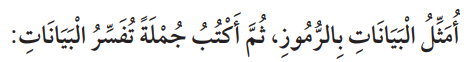 أُمَثِّلُ الْبَيَانَاتِ بِالرُّمُوزِ، ثُمَّ أَكْتُبُ جُمْلَةً تُفَسِّرُ الْبَيَانَاتِ: